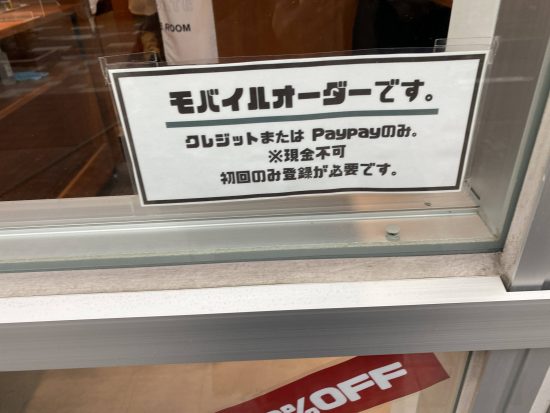 ROOM
モバイルオーダーです。
クレジットまたは PayPayのみ。
※現金不可
初回のみ登録が必要です。
%OFF